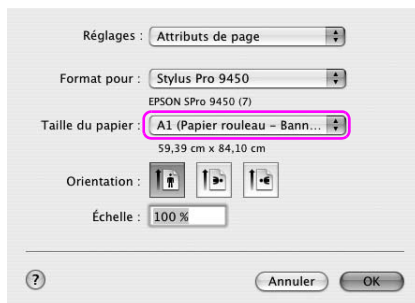 Réglages : Attributs de page
Format pour : Stylus Pro 9450
EPSON SPro 9450 (7)
Taille du papier : A1 (Papier rouleau – Bann...
59,39 cm x 84,10 cm
Orientation :
Échelle : 100 %
? Annuler OK